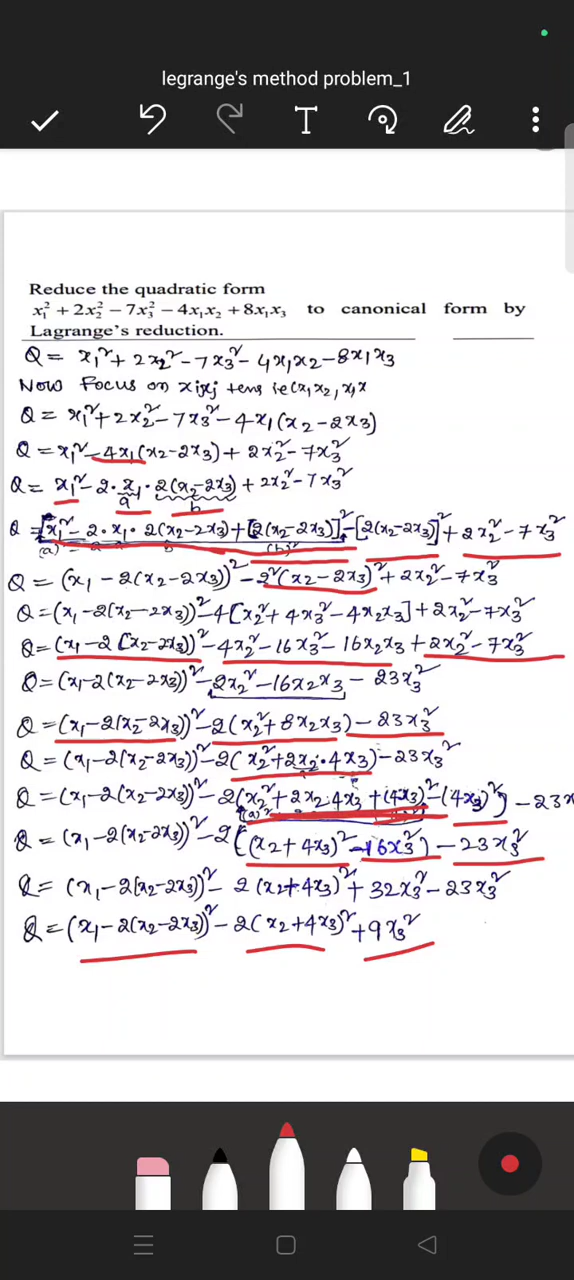 legrange's method problem_1
T
Reduce the quadratic form
x₁² + 2x₂² − 7x₃² − 4x₁x₂ + 8x₁x₃ to canonical form by
Lagrange's reduction.
Q = x₁² + 2x₂² − 7x₃² − 4x₁x₂ − 8x₁x₃
Now Focus on xixj tens ie(x₁x₂, x₁x
Q = x₁² + 2x₂² − 7x₃² − 4x₁(x₂ − 2x₃)
Q = x₁² − 4x₁(x₂ − 2x₃) + 2x₂² − 7x₃²
Q = x₁² − 2 · x₁ · 2(x₂ − 2x₃) + 2x₂² − 7x₃²
a b
Q = [x₁² − 2 · x₁ · 2(x₂ − 2x₃) + [2(x₂ − 2x₃)]² − [2(x₂ − 2x₃)]² + 2x₂² − 7x₃²
Q = (x₁ − 2(x₂ − 2x₃))² − 2²(x₂ − 2x₃)² + 2x₂² − 7x₃²
Q = (x₁ − 2(x₂ − 2x₃))² − 4[x₂² + 4x₃² − 4x₂x₃] + 2x₂² − 7x₃²
Q = (x₁ − 2(x₂ − 2x₃))² − 4x₂² − 16x₃² − 16x₂x₃ + 2x₂² − 7x₃²
Q = (x₁ − 2(x₂ − 2x₃))² − 2x₂² − 16x₂x₃ − 23x₃²
Q = (x₁ − 2(x₂ − 2x₃))² − 2(x₂² + 8x₂x₃) − 23x₃²
Q = (x₁ − 2(x₂ − 2x₃))² − 2(x₂² + 2x₂ · 4x₃) − 23x₃²
Q = (x₁ − 2(x₂ − 2x₃))² − 2(x₂² + 2x₂ 4x₃ + (4x₃)² − (4x₃)²) − 23x
Q = (x₁ − 2(x₂ − 2x₃))² − 2((x₂ + 4x₃)² − 16x₃²) − 23x₃²
Q = (x₁ − 2(x₂ − 2x₃))² − 2(x₂ + 4x₃)² + 32x₃² − 23x₃²
Q = (x₁ − 2(x₂ − 2x₃))² − 2(x₂ + 4x₃)² + 9x₃²